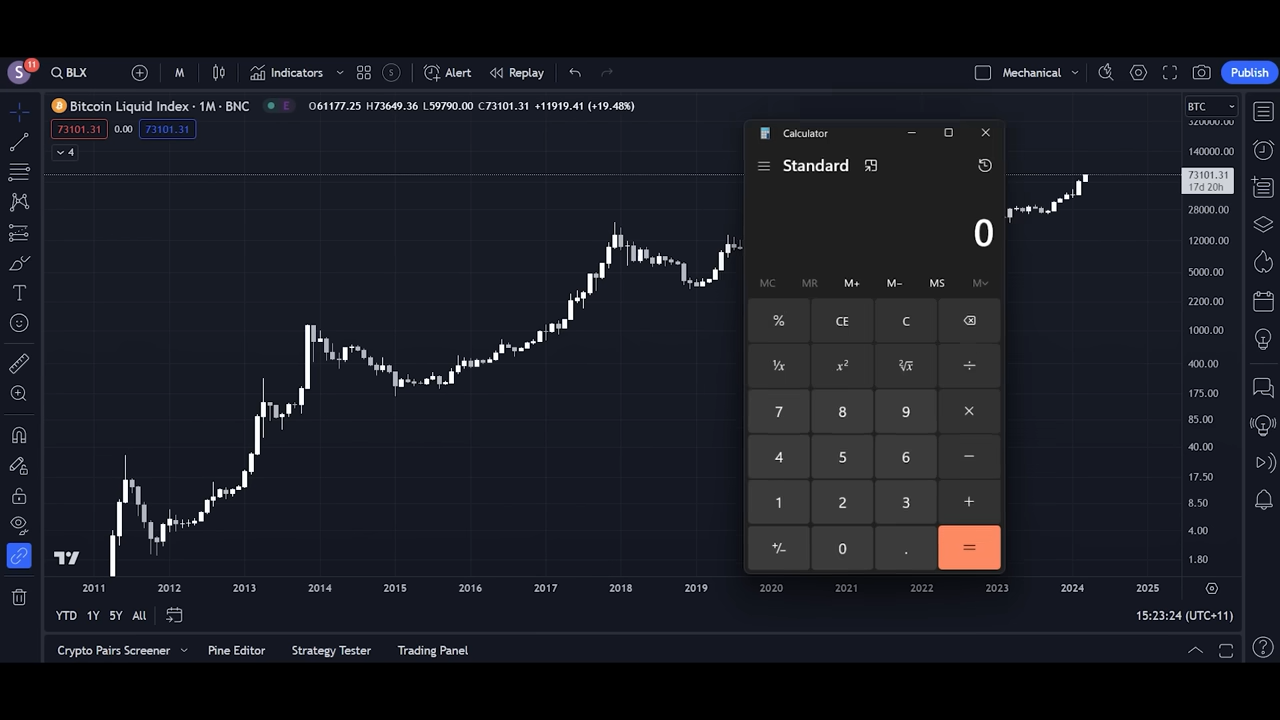 S 11 BLX M Indicators S Alert Replay Mechanical Publish
Bitcoin Liquid Index · 1M · BNC E O61177.25 H73649.36 L59790.00 C73101.31 +11919.41 (+19.48%) BTC
73101.31 0.00 73101.31
4
Calculator
Standard
0
MC MR M+ M− MS M
% CE C
⅟x x² ²√x ÷
7 8 9 ×
4 5 6 −
1 2 3 +
+/− 0 . =
320000.00
140000.00
73101.31
17d 20h
28000.00
12000.00
5000.00
2200.00
1000.00
400.00
175.00
85.00
40.00
17.50
8.50
4.00
1.80
2011 2012 2013 2014 2015 2016 2017 2018 2019 2020 2021 2022 2023 2024 2025
YTD 1Y 5Y All 15:23:24 (UTC+11)
Crypto Pairs Screener Pine Editor Strategy Tester Trading Panel